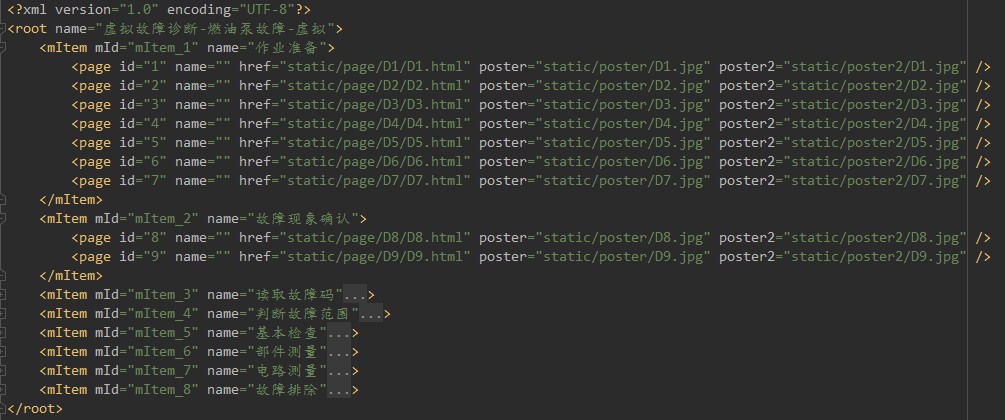 <?xml version="1.0" encoding="UTF-8"?>
<root name="虚拟故障诊断-燃油泵故障-虚拟">
<mItem mId="mItem_1" name="作业准备">
<page id="1" name="" href="static/page/D1/D1.html" poster="static/poster/D1.jpg" poster2="static/poster2/D1.jpg" />
<page id="2" name="" href="static/page/D2/D2.html" poster="static/poster/D2.jpg" poster2="static/poster2/D2.jpg" />
<page id="3" name="" href="static/page/D3/D3.html" poster="static/poster/D3.jpg" poster2="static/poster2/D3.jpg" />
<page id="4" name="" href="static/page/D4/D4.html" poster="static/poster/D4.jpg" poster2="static/poster2/D4.jpg" />
<page id="5" name="" href="static/page/D5/D5.html" poster="static/poster/D5.jpg" poster2="static/poster2/D5.jpg" />
<page id="6" name="" href="static/page/D6/D6.html" poster="static/poster/D6.jpg" poster2="static/poster2/D6.jpg" />
<page id="7" name="" href="static/page/D7/D7.html" poster="static/poster/D7.jpg" poster2="static/poster2/D7.jpg" />
</mItem>
<mItem mId="mItem_2" name="故障现象确认">
<page id="8" name="" href="static/page/D8/D8.html" poster="static/poster/D8.jpg" poster2="static/poster2/D8.jpg" />
<page id="9" name="" href="static/page/D9/D9.html" poster="static/poster/D9.jpg" poster2="static/poster2/D9.jpg" />
</mItem>
<mItem mId="mItem_3" name="读取故障码"...>
<mItem mId="mItem_4" name="判断故障范围"...>
<mItem mId="mItem_5" name="基本检查"...>
<mItem mId="mItem_6" name="部件测量"...>
<mItem mId="mItem_7" name="电路测量"...>
<mItem mId="mItem_8" name="故障排除"...>
</root>